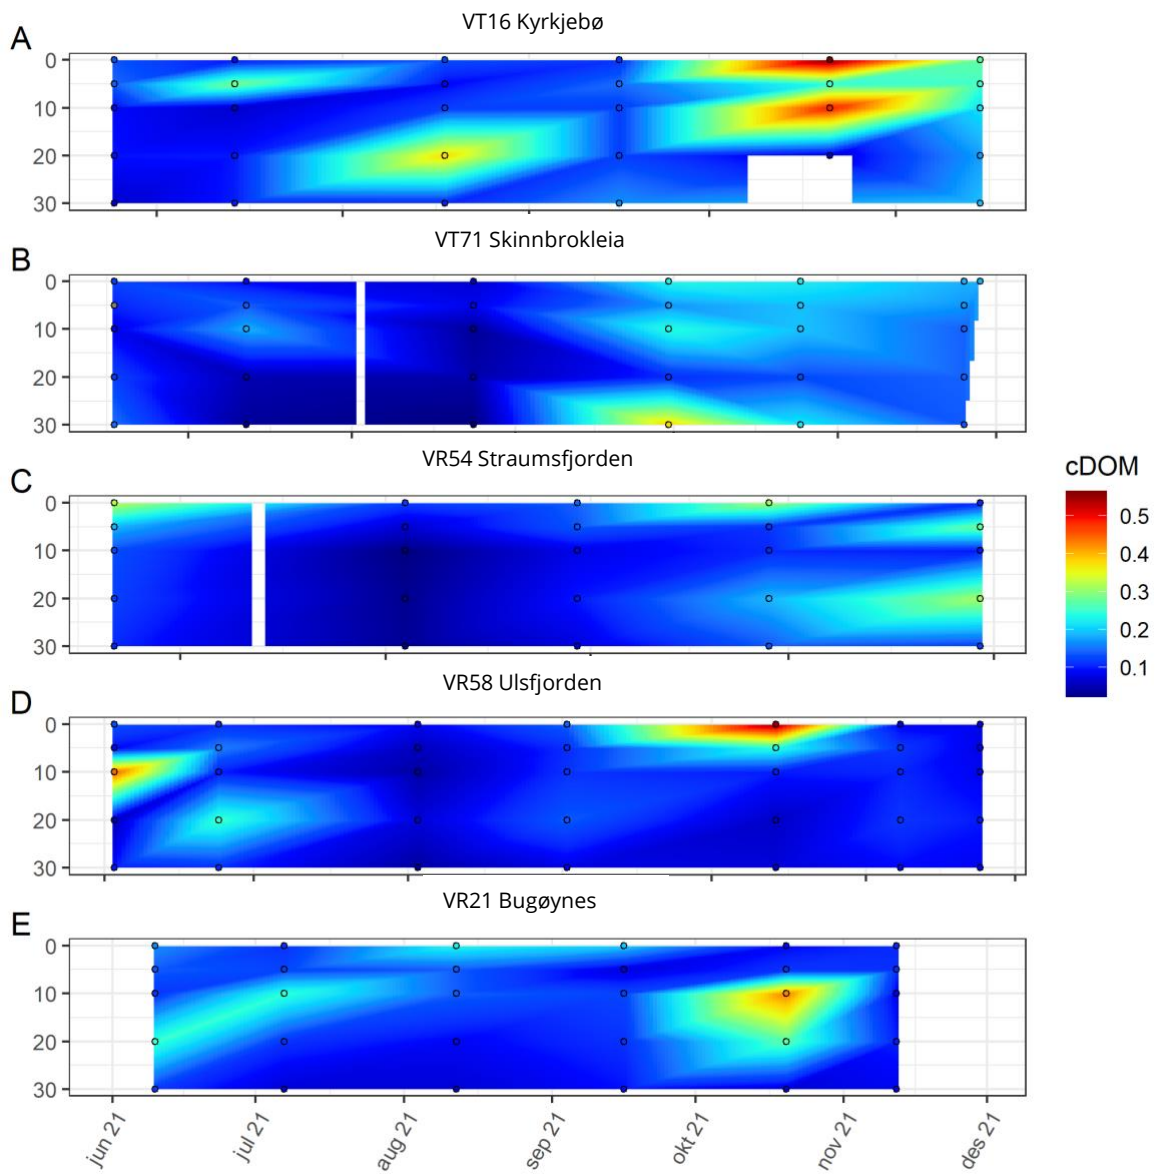 VT16 Kyrkjebø
A
0
10
20
30
VT71 Skinnbrokleia
B
0
10
20
30
VR54 Straumsfjorden
C
0
10
20
30
cDOM
0.5
0.4
0.3
0.2
0.1
VR58 Ulsfjorden
D
0
10
20
30
VR21 Bugøynes
E
0
10
20
30
jun 21
jul 21
aug 21
sep 21
okt 21
nov 21
des 21